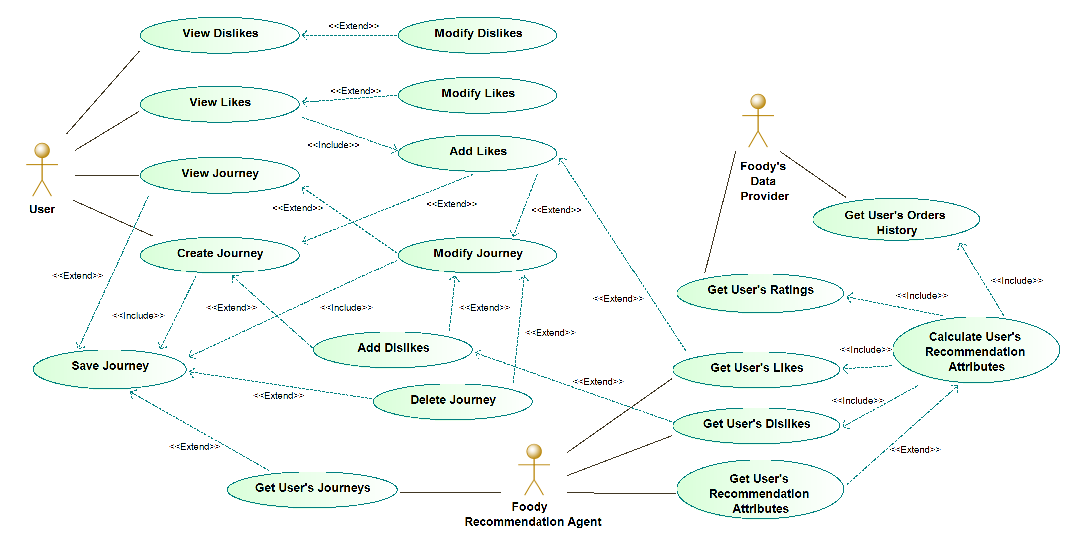 View Dislikes
<<Extend>>
Modify Dislikes
View Likes
<<Extend>>
Modify Likes
<<Include>>
Add Likes
User
View Journey
<<Extend>>
<<Extend>>
<<Extend>>
Foody's
Data
Provider
Get User's Orders
History
Create Journey
Modify Journey
<<Extend>>
<<Include>>
<<Extend>>
<<Include>>
<<Extend>>
<<Extend>>
<<Extend>>
Get User's Ratings
<<Include>>
<<Include>>
Save Journey
Add Dislikes
Calculate User's
Recommendation
Attributes
Get User's Likes
<<Include>>
<<Extend>>
Delete Journey
<<Extend>>
<<Include>>
Get User's Dislikes
<<Extend>>
<<Extend>>
Get User's Journeys
Foody
Recommendation Agent
Get User's
Recommendation
Attributes